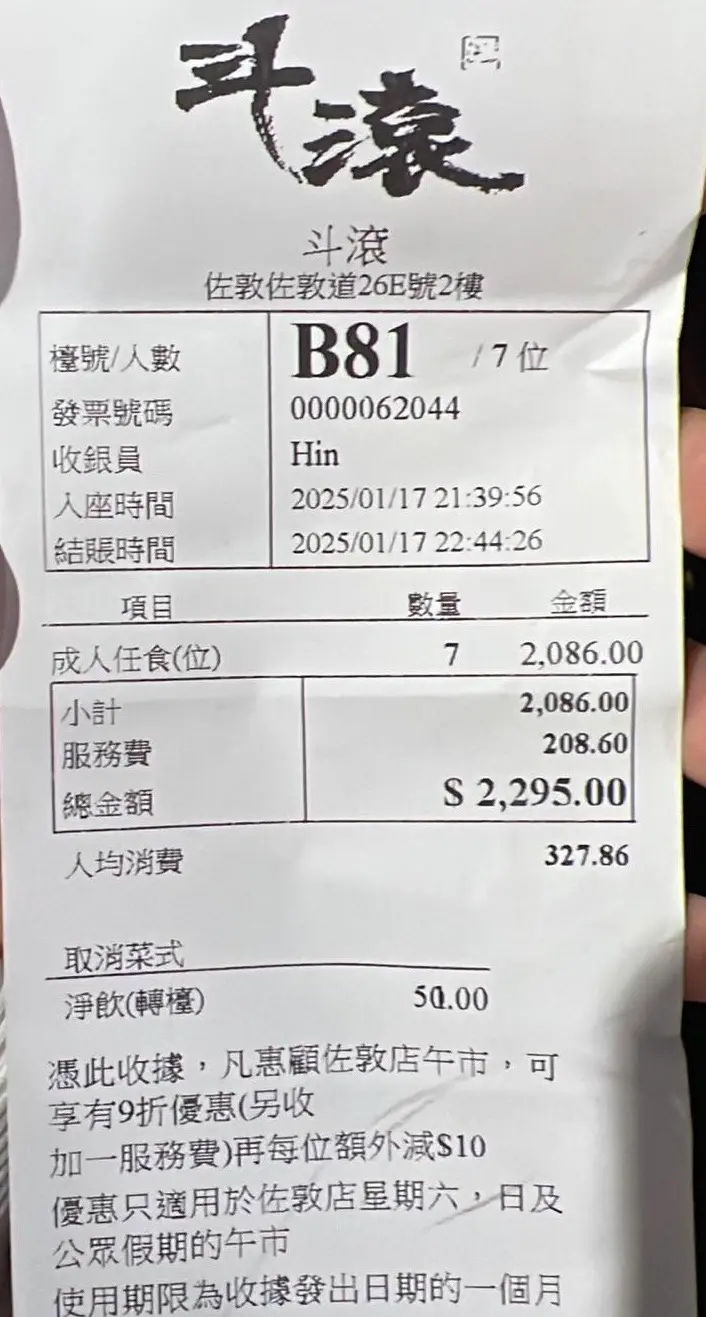 斗滾
斗滾
佐敦佐敦道26E號2樓
檯號/人數 B81 / 7 位
發票號碼 0000062044
收銀員 Hin
入座時間 2025/01/17 21:39:56
結賬時間 2025/01/17 22:44:26
項目 數量 金額
成人任食(位) 7 2,086.00
小計 2,086.00
服務費 208.60
總金額 $ 2,295.00
人均消費 327.86
取消菜式
淨飲(轉檯)
憑此收據，凡惠顧佐敦店午市，可
享有9折優惠(另收
加一服務費)再每位額外減$10
優惠只適用於佐敦店星期六，日及
公眾假期的午市
使用期限為收據發出日期的一個月